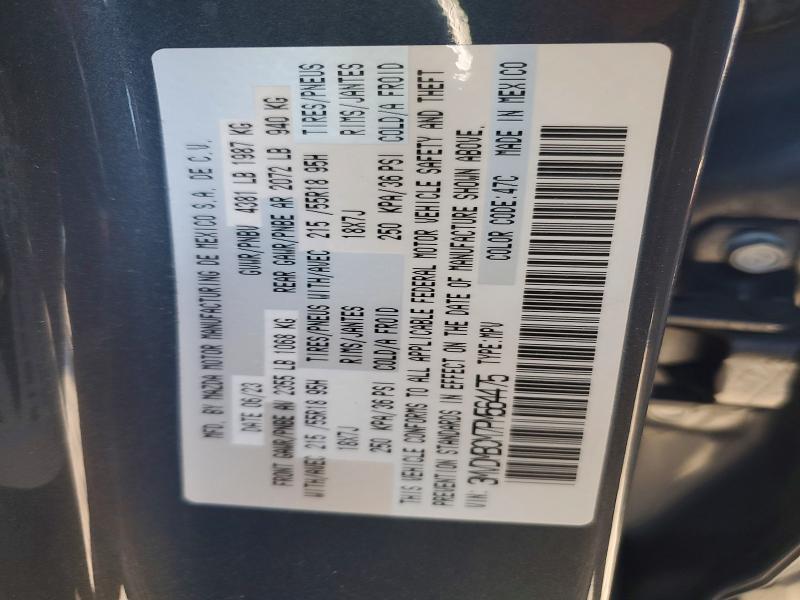 MFD. BY MAZDA MOTOR MANUFACTURING DE MEXICO S.A. DE C.V.
DATE 06/23 GVWR/PNBV 4381 LB 1987 KG
FRONT GAWR/PNBE AV 2355 LB 1068 KG REAR GAWR/PNBE AR 2072 LB 940 KG
WITH/AVEC 215 /55R18 95H TIRES/PNEUS WITH/AVEC 215 /55R18 95H TIRES/PNEUS
18X7J RIMS/JANTES 18X7J RIMS/JANTES
250 KPA/36 PSI COLD/A FROID 250 KPA/36 PSI COLD/A FROID
THIS VEHICLE CONFORMS TO ALL APPLICABLE FEDERAL MOTOR VEHICLE SAFETY AND THEFT
PREVENTION STANDARDS IN EFFECT ON THE DATE OF MANUFACTURE SHOWN ABOVE.
VIN: TYPE:MPV COLOR CODE:47C MADE IN MEXICO